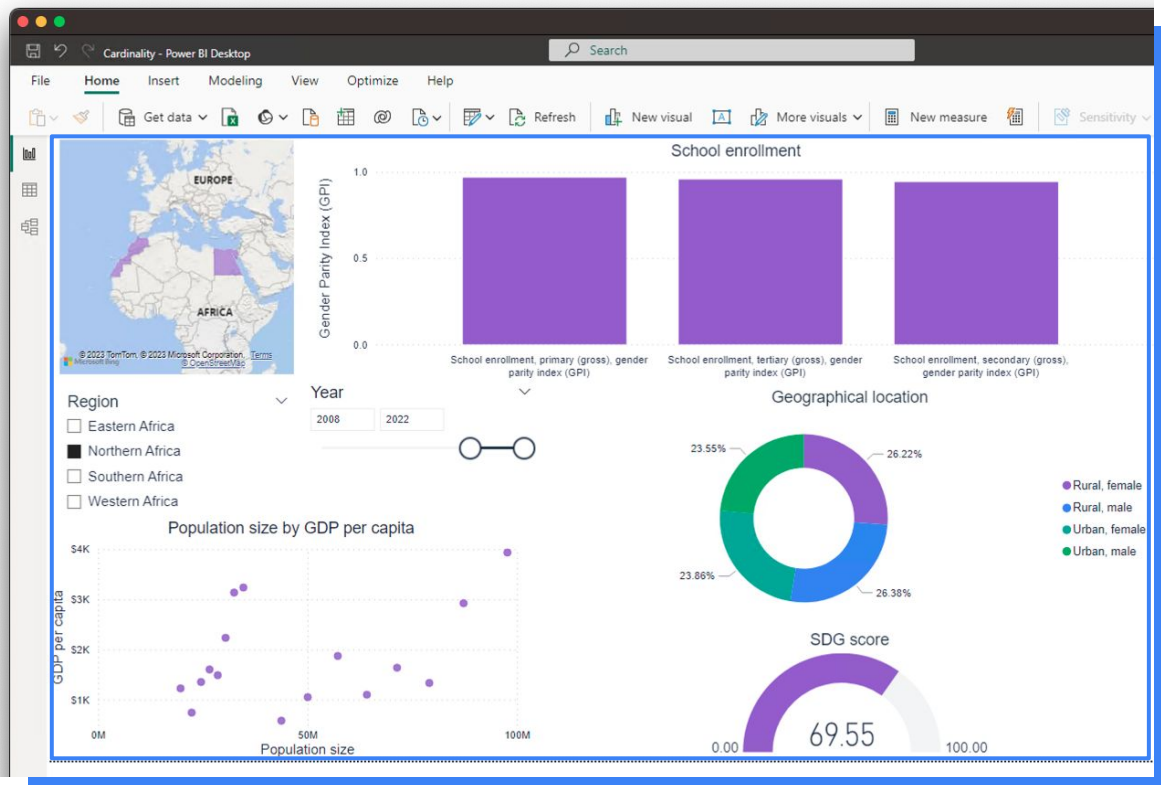 Cardinality - Power BI Desktop
Search
File Home Insert Modeling View Optimize Help
Get data Refresh New visual More visuals New measure Sensitivity
EUROPE
AFRICA
© 2023 TomTom, © 2023 Microsoft Corporation, Terms
Microsoft Bing © OpenStreetMap
School enrollment
Gender Parity Index (GPI)
1.0
0.5
0.0
School enrollment, primary (gross), gender
parity index (GPI)
School enrollment, tertiary (gross), gender
parity index (GPI)
School enrollment, secondary (gross),
gender parity index (GPI)
Region
Eastern Africa
Northern Africa
Southern Africa
Western Africa
Year
2008 2022
Geographical location
23.55%
26.22%
23.86%
26.38%
Rural, female
Rural, male
Urban, female
Urban, male
Population size by GDP per capita
GDP per capita
$4K
$3K
$2K
$1K
0M 50M 100M
Population size
SDG score
69.55
0.00 100.00